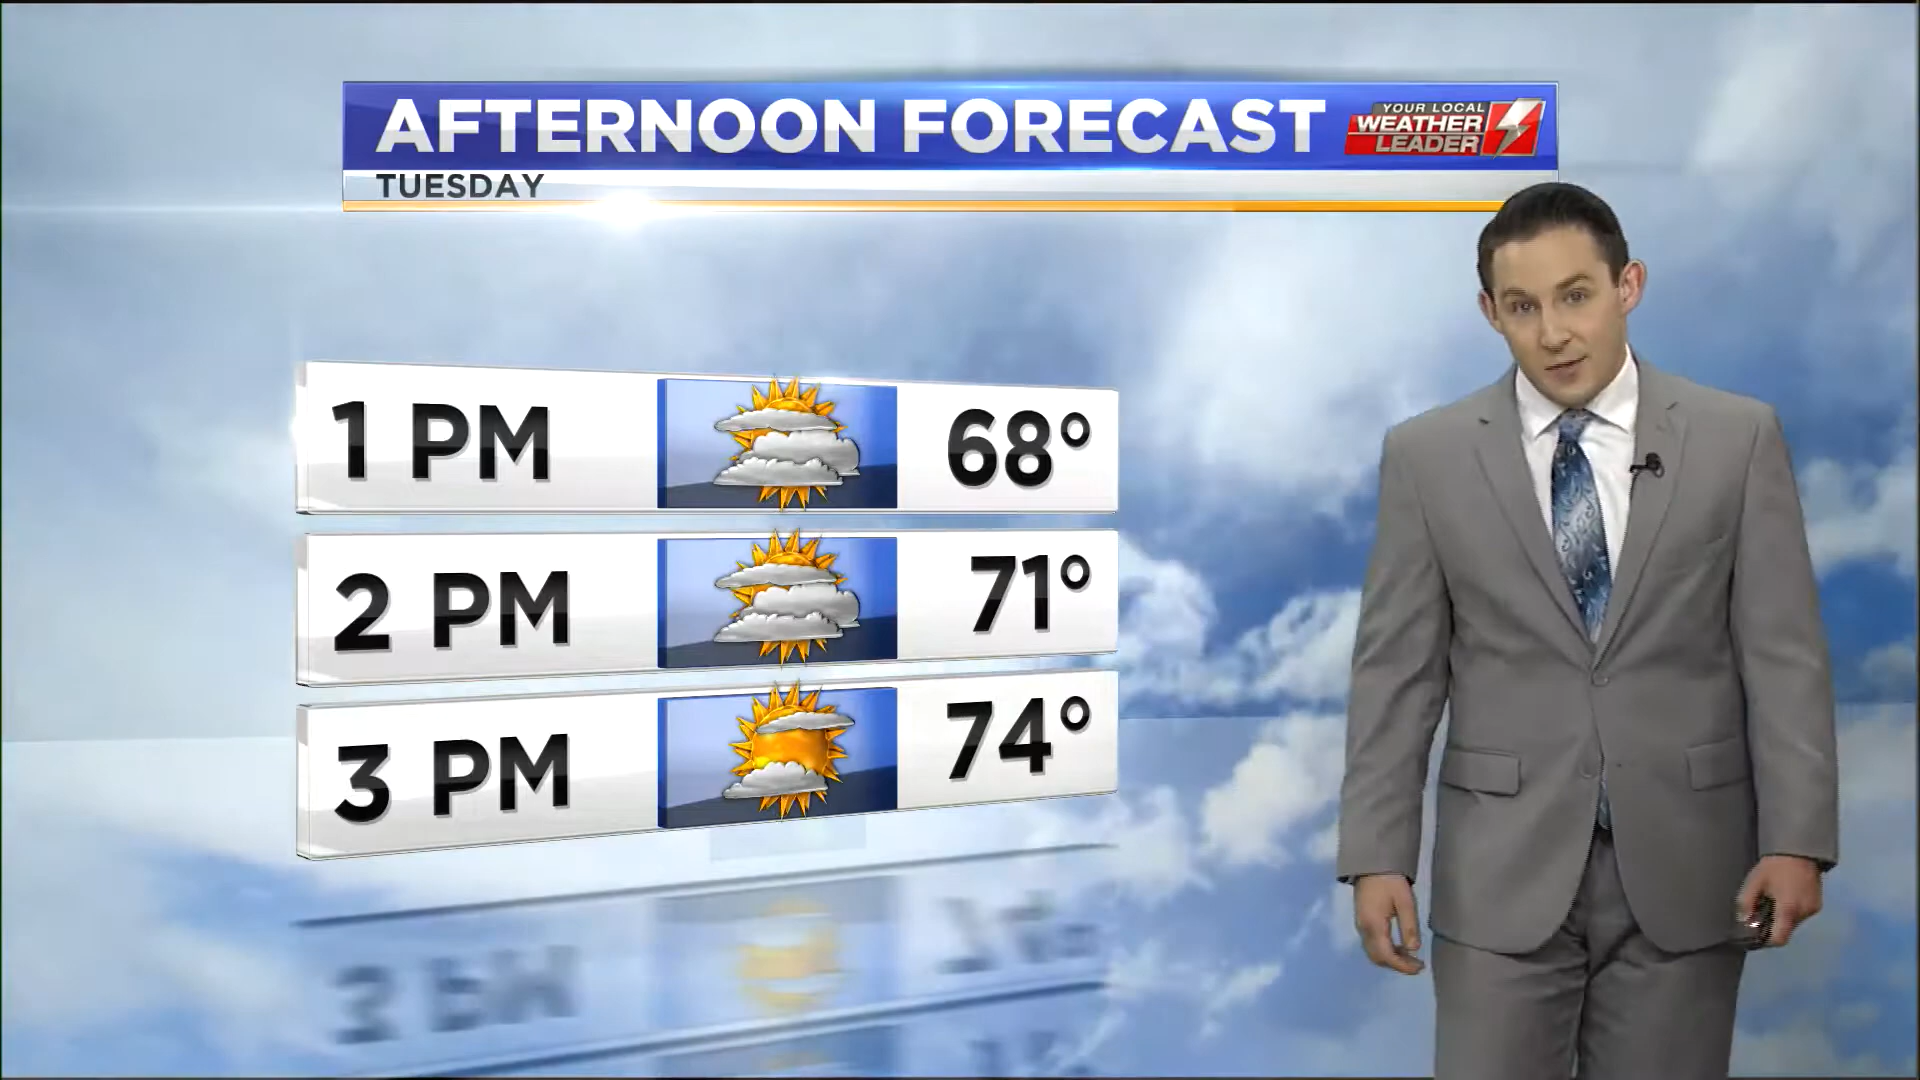 AFTERNOON FORECAST
YOUR LOCAL
WEATHER
LEADER
TUESDAY
1 PM 68°
2 PM 71°
3 PM 74°